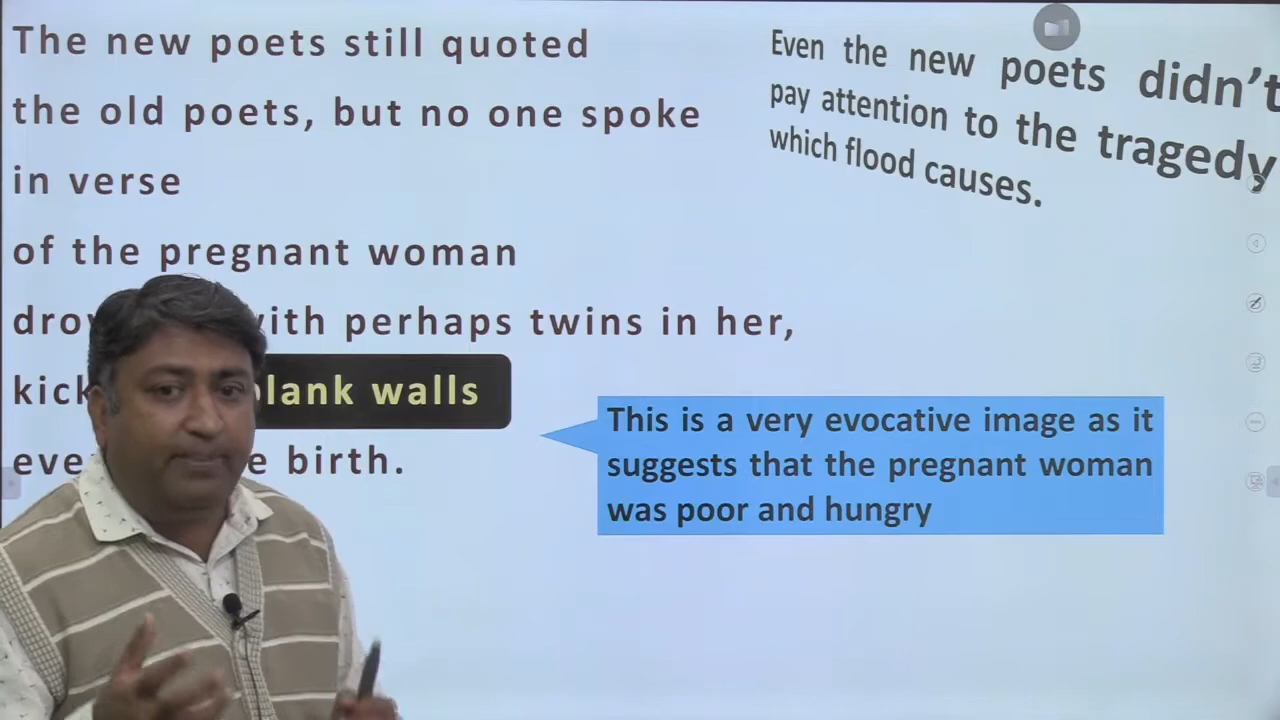 The new poets still quoted
the old poets, but no one spoke
in verse
of the pregnant woman
with perhaps twins in her,
blank walls
birth.
Even the new poets didn't
pay attention to the tragedy
which flood causes.
This is a very evocative image as it
suggests that the pregnant woman
was poor and hungry